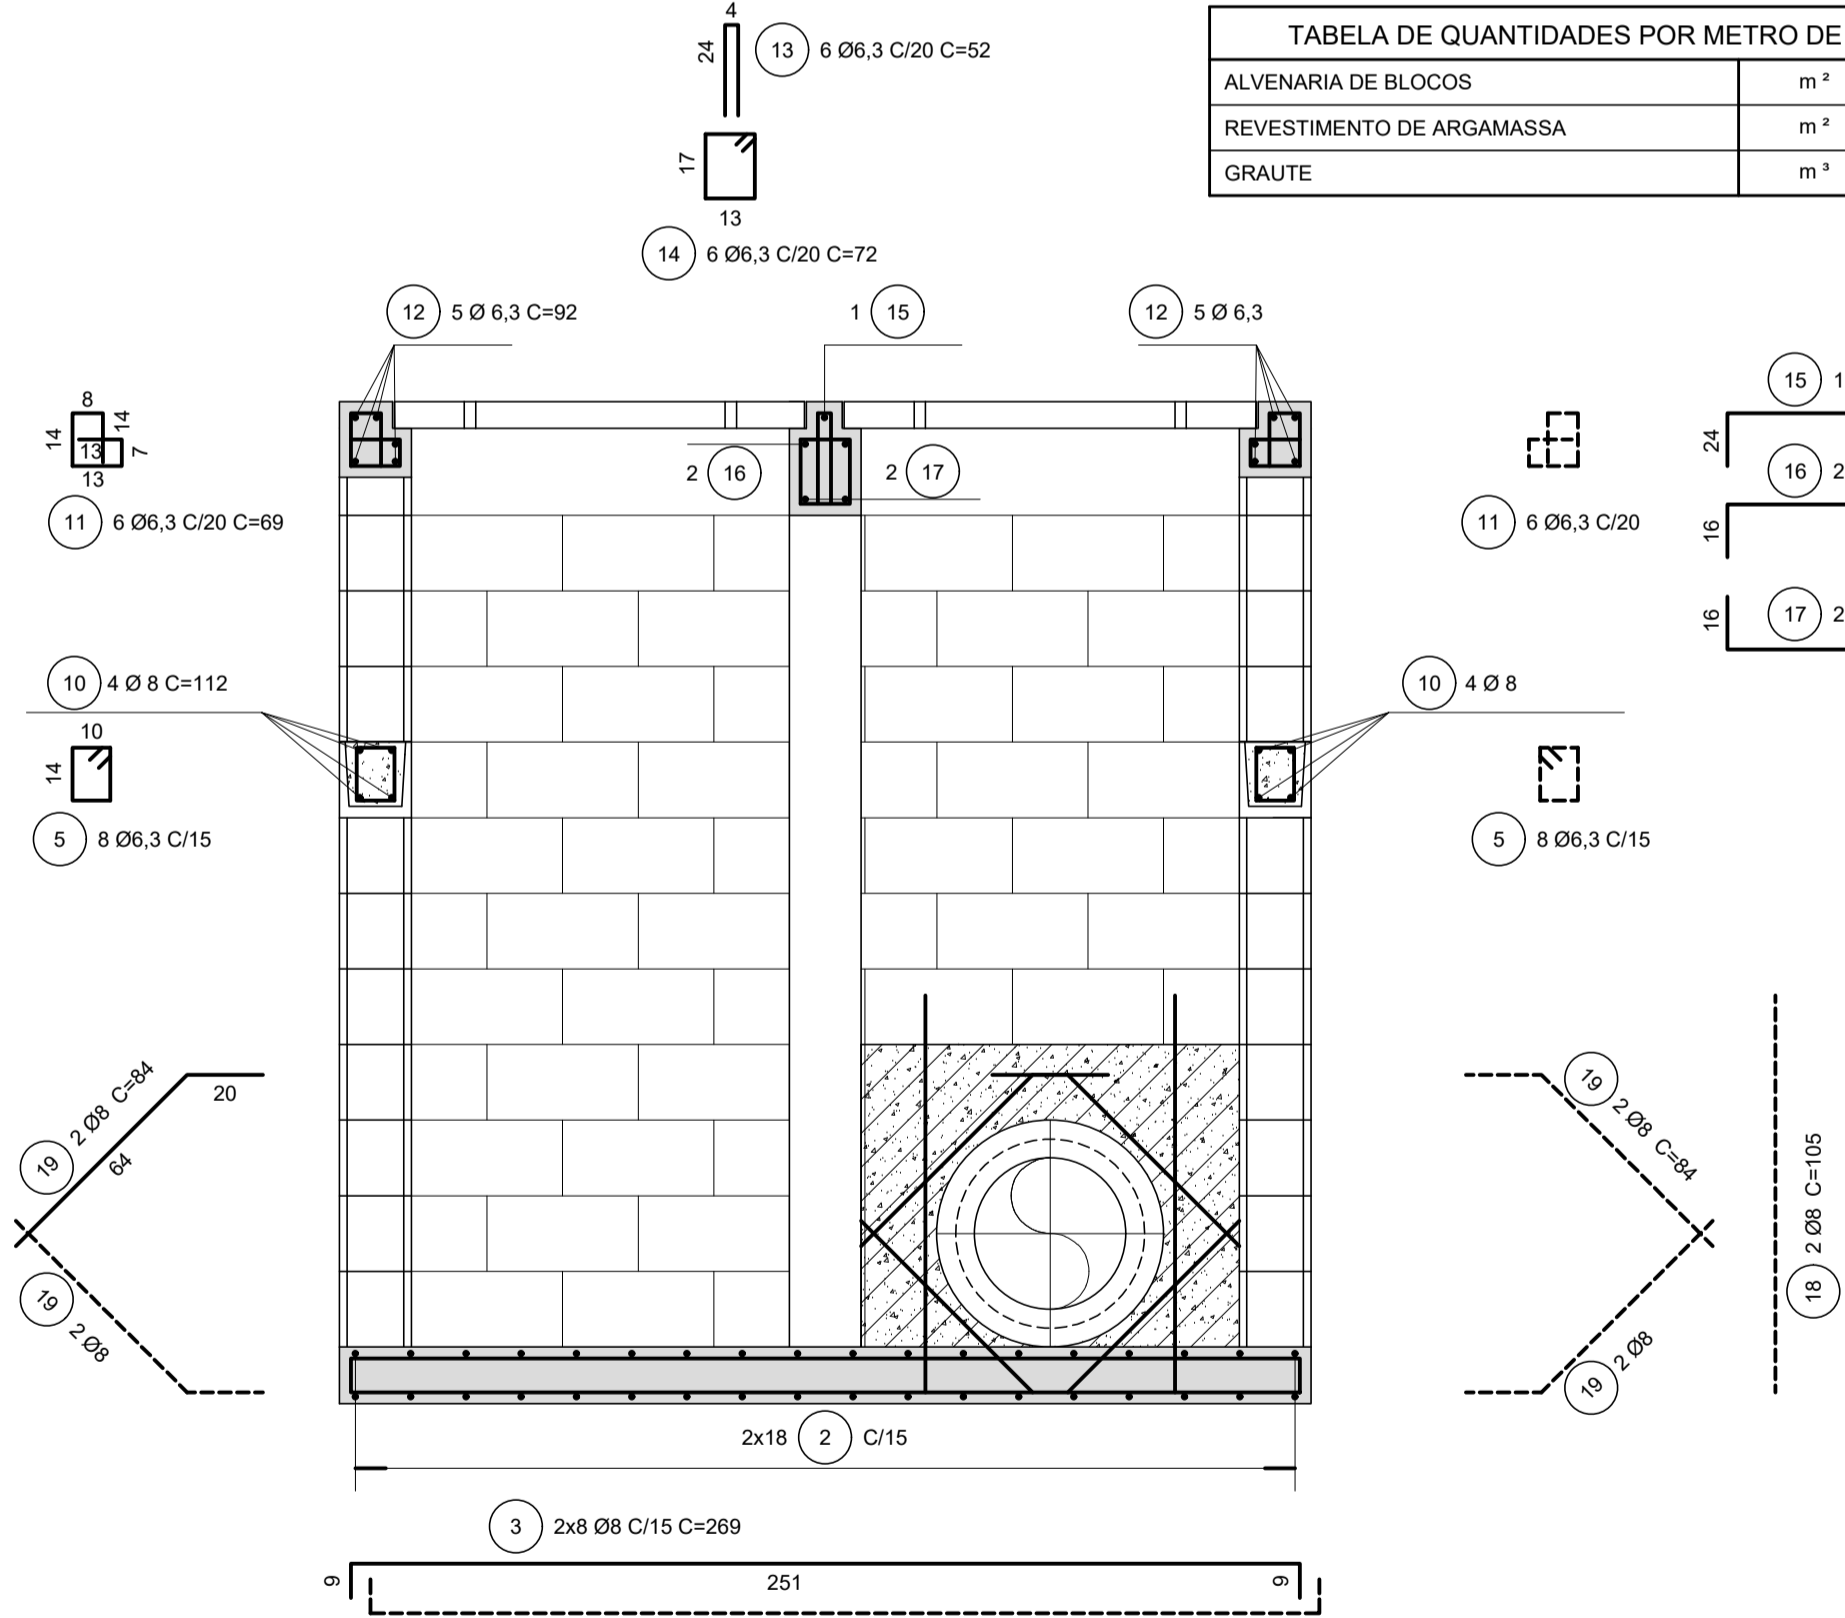 4
24
13 6 Ø6,3 C/20 C=52
17
13
14 6 Ø6,3 C/20 C=72
TABELA DE QUANTIDADES POR METRO DE
ALVENARIA DE BLOCOS m ²
REVESTIMENTO DE ARGAMASSA m ²
GRAUTE m ³
12 5 Ø 6,3 C=92
1 15
12 5 Ø 6,3
15 1
8
14
14
13
7
13
24
2 16
2 17
16 2
11 6 Ø6,3 C/20 C=69
11 6 Ø6,3 C/20
16
16
17 2
10 4 Ø 8 C=112
10 4 Ø 8
10
14
5 8 Ø6,3 C/15
5 8 Ø6,3 C/15
19 2 Ø8 C=84
20
64
19 2 Ø8
19 2 Ø8 C=84
19 2 Ø8
18 2 Ø8 C=105
2x18 2 C/15
3 2x8 Ø8 C/15 C=269
9
251
9